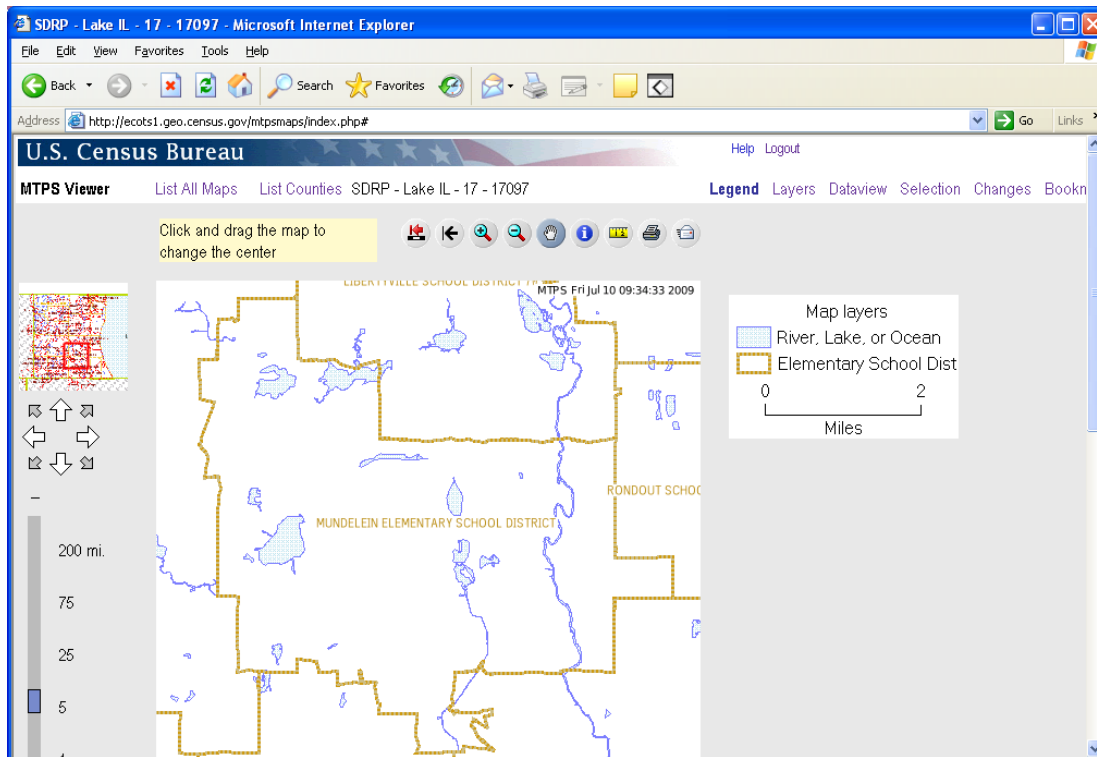 SDRP - Lake IL - 17 - 17097 - Microsoft Internet Explorer
File Edit View Favorites Tools Help
Back Search Favorites
Address http://ecots1.geo.census.gov/mtpsmaps/index.php# Go Links
U.S. Census Bureau Help Logout
MTPS Viewer List All Maps List Counties SDRP - Lake IL - 17 - 17097 Legend Layers Dataview Selection Changes Bookn
Click and drag the map to
change the center
LIBERTYVILLE SCHOOL DISTRICT
MTPS Fri Jul 10 09:34:33 2009
Map layers
River, Lake, or Ocean
Elementary School Dist
0 2
Miles
RONDOUT SCHOO
MUNDELEIN ELEMENTARY SCHOOL DISTRICT
200 mi.
75
25
5